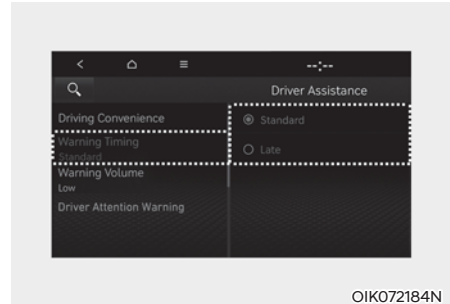 --:--
Driver Assistance
Driving Convenience
Warning Timing
Standard
Warning Volume
Low
Driver Attention Warning
Standard
Late
OIK072184N